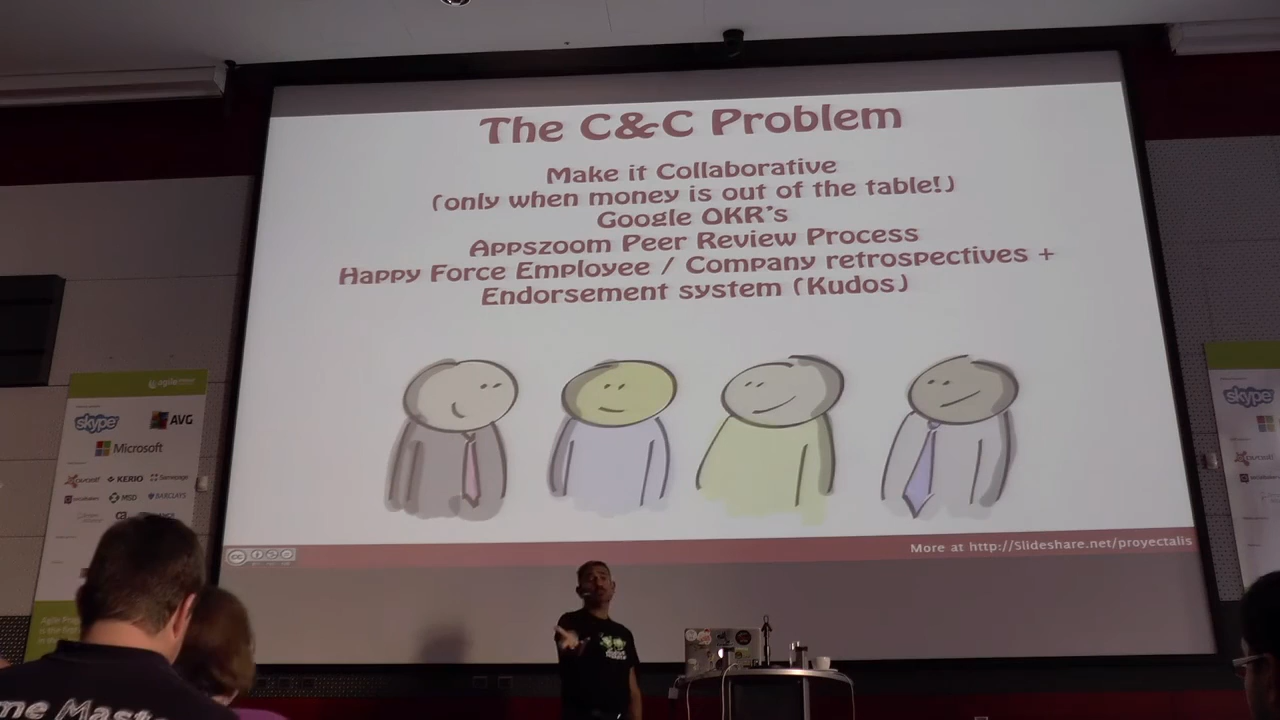 The C&C Problem
Make it Collaborative
(only when money is out of the table!)
Google OKR's
Appszoom Peer Review Process
Happy Force Employee / Company retrospectives +
Endorsement system (Kudos)
More at http://Slideshare.net/proyectalis
cc
agile
skype
AVG
Microsoft
KERIO
MSD
BARCLAYS
skype